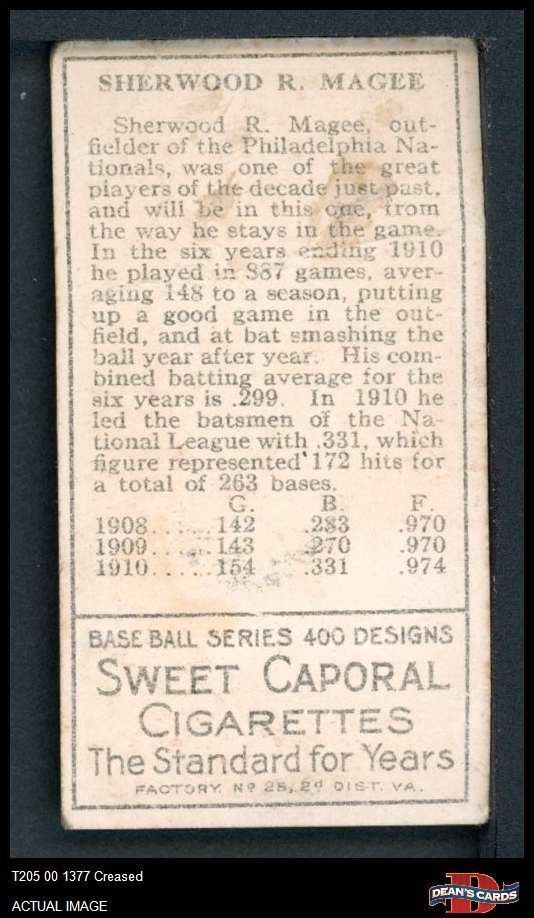 SHERWOOD R. MAGEE
Sherwood R. Magee, out-
fielder of the Philadelphia Na-
tionals, was one of the great
players of the decade just past,
and will be in this one, from
the way he stays in the game.
In the six years ending 1910
he played in 887 games, aver-
aging 148 to a season, putting
up a good game in the out-
field, and at bat smashing the
ball year after year. His com-
bined batting average for the
six years is .299. In 1910 he
led the batsmen of the Na-
tional League with .331, which
figure represented 172 hits for
a total of 263 bases.
G. B. F.
1908......142 .283 .970
1909......143 .270 .970
1910......154 .331 .974
BASE BALL SERIES 400 DESIGNS
SWEET CAPORAL
CIGARETTES
The Standard for Years
FACTORY Nº 25, 2d DIST. VA.
T205 00 1377 Creased
ACTUAL IMAGE
D
DEAN'S CARDS